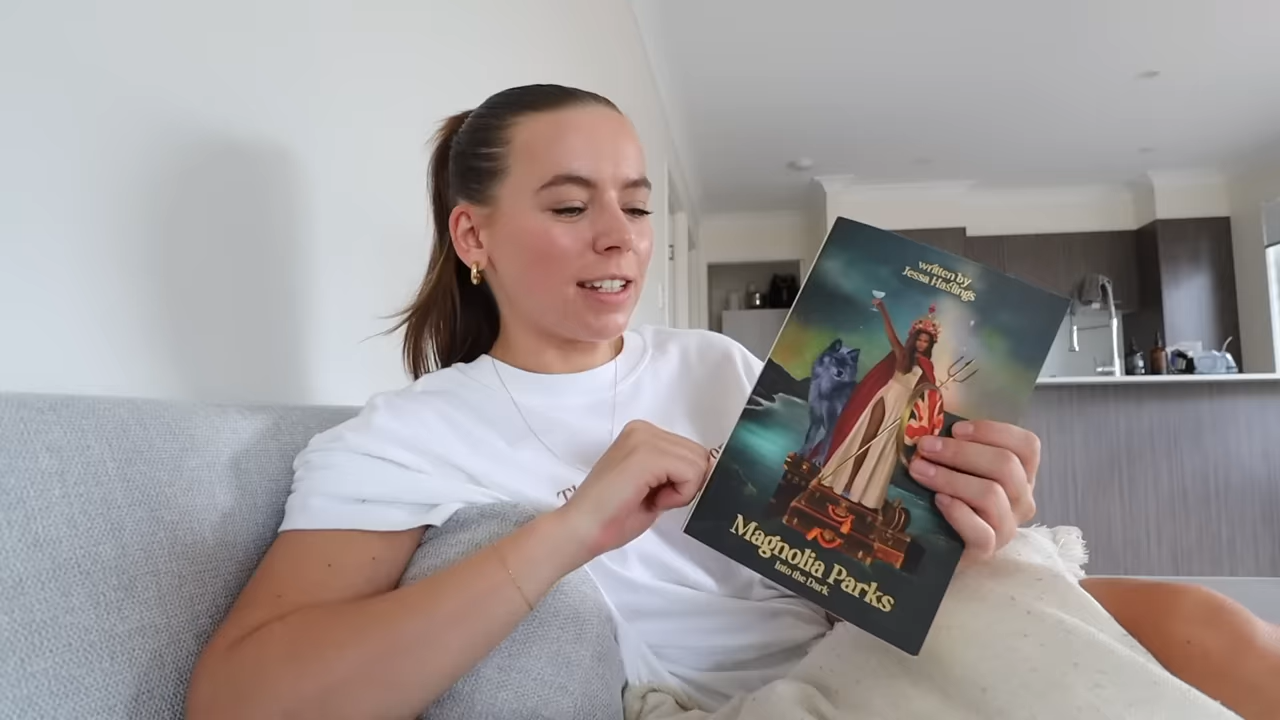 written by
Jessa Hastings
Magnolia Parks
Into the Dark